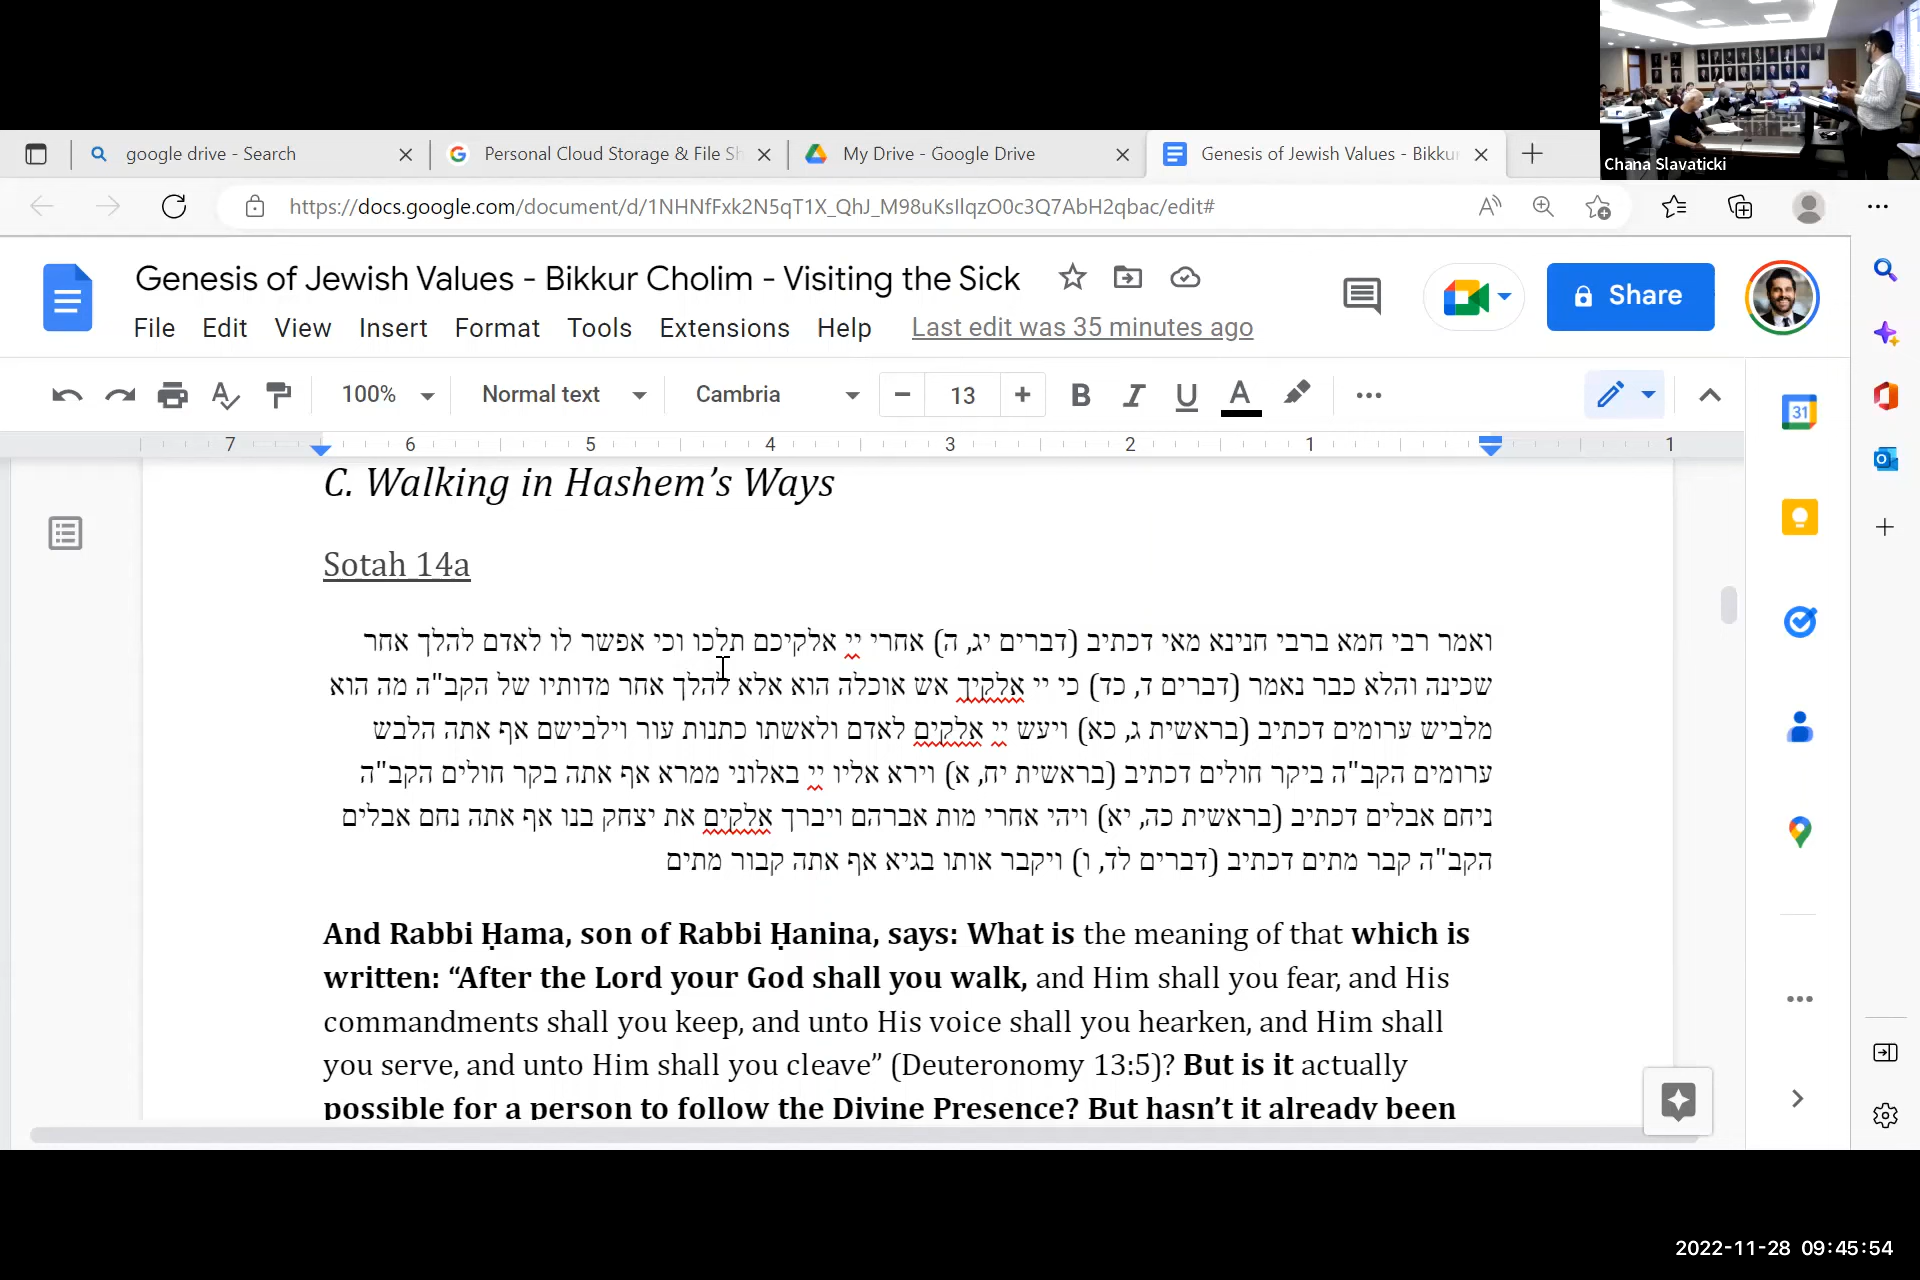 Chana Slavaticki
google drive - Search
Personal Cloud Storage & File Sh
My Drive - Google Drive
Genesis of Jewish Values - Bikkur
https://docs.google.com/document/d/1NHNfFxk2N5qT1X_QhJ_M98uKsIlqzO0c3Q7AbH2qbac/edit#
Genesis of Jewish Values - Bikkur Cholim - Visiting the Sick
Share
File Edit View Insert Format Tools Extensions Help Last edit was 35 minutes ago
100% Normal text Cambria 13 B I U A
7 6 5 4 3 2 1 1
31
C. Walking in Hashem’s Ways
Sotah 14a
ואמר רבי חמא ברבי חנינא מאי דכתיב (דברים יג, ה) אחרי יי אלקיכם תלכו וכי אפשר לו לאדם להלך אחר
שכינה והלא כבר נאמר (דברים ד, כד) כי יי אלקיך אש אוכלה הוא אלא להלך אחר מדותיו של הקב"ה מה הוא
מלביש ערומים דכתיב (בראשית ג, כא) ויעש יי אלקים לאדם ולאשתו כתנות עור וילבישם אף אתה הלבש
ערומים הקב"ה ביקר חולים דכתיב (בראשית יח, א) וירא אליו יי באלוני ממרא אף אתה בקר חולים הקב"ה
ניחם אבלים דכתיב (בראשית כה, יא) ויהי אחרי מות אברהם ויברך אלקים את יצחק בנו אף אתה נחם אבלים
הקב"ה קבר מתים דכתיב (דברים לד, ו) ויקבר אותו בגיא אף אתה קבור מתים
And Rabbi Ḥama, son of Rabbi Ḥanina, says: What is the meaning of that which is
written: “After the Lord your God shall you walk, and Him shall you fear, and His
commandments shall you keep, and unto His voice shall you hearken, and Him shall
you serve, and unto Him shall you cleave” (Deuteronomy 13:5)? But is it actually
possible for a person to follow the Divine Presence? But hasn’t it already been
2022-11-28 09:45:54